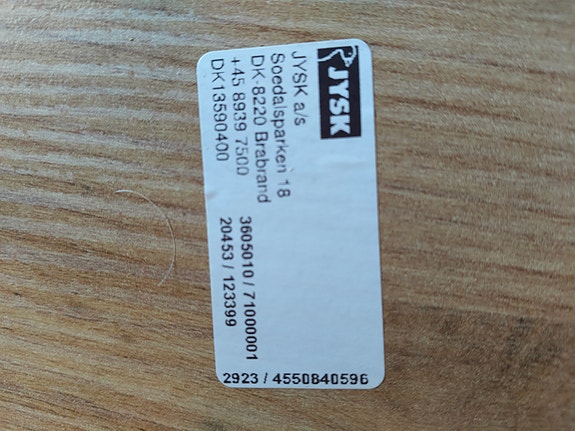 JYSK
JYSK a/s
Soedalsparken 18
DK-8220 Brabrand
+45 8939 7500
DK13590400
3605010 / 71000001
20453 / 123399
2923 / 4550840596